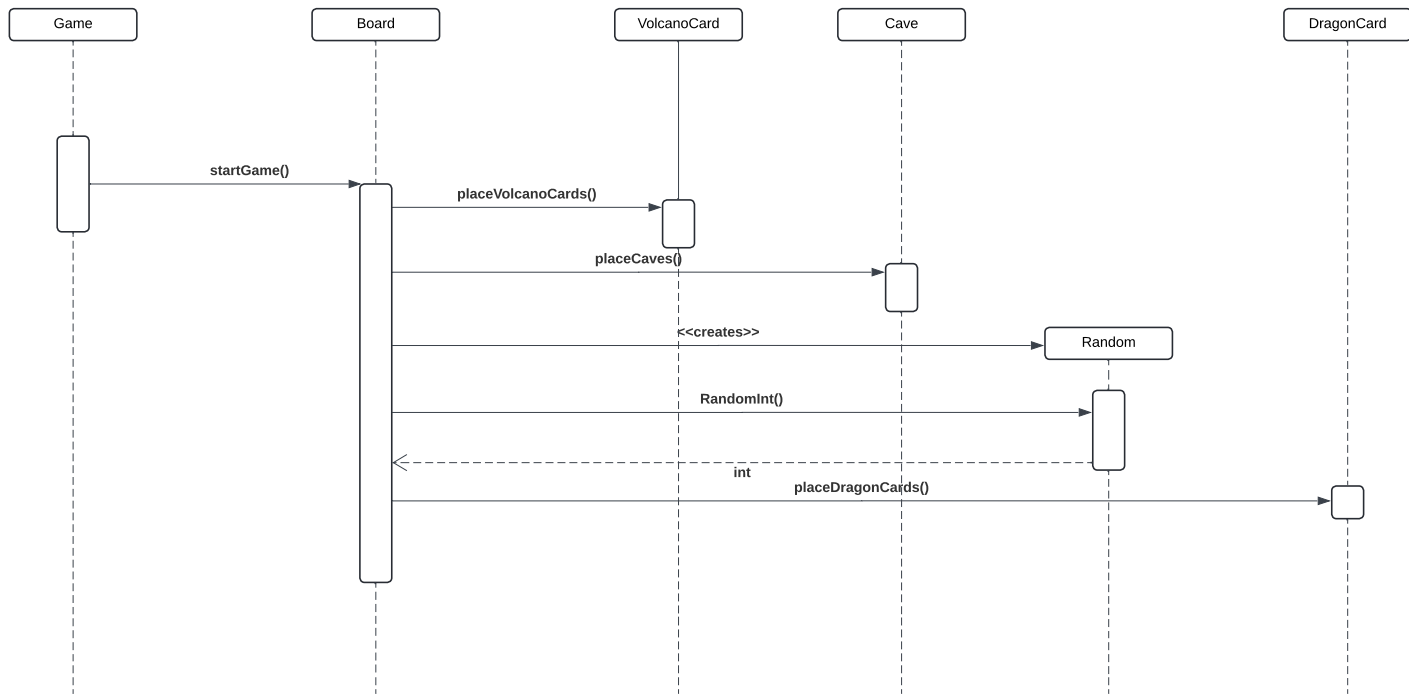 Game
Board
VolcanoCard
Cave
DragonCard
startGame()
placeVolcanoCards()
placeCaves()
<<creates>>
Random
RandomInt()
int
placeDragonCards()